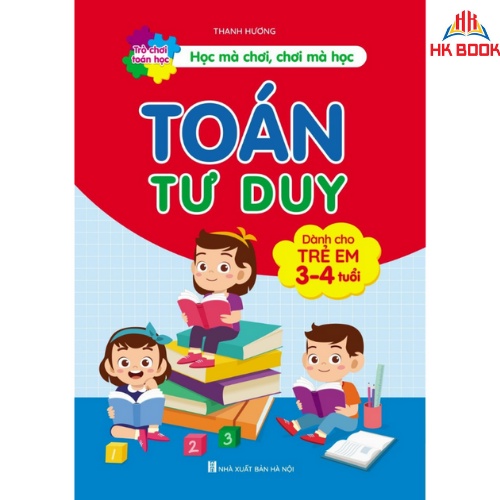 THANH HƯƠNG
HK BOOK
Trò chơi
toán học
Học mà chơi, chơi mà học
TOÁN
TƯ DUY
Dành cho
TRẺ EM
3-4 tuổi
1 2 3
NHÀ XUẤT BẢN HÀ NỘI